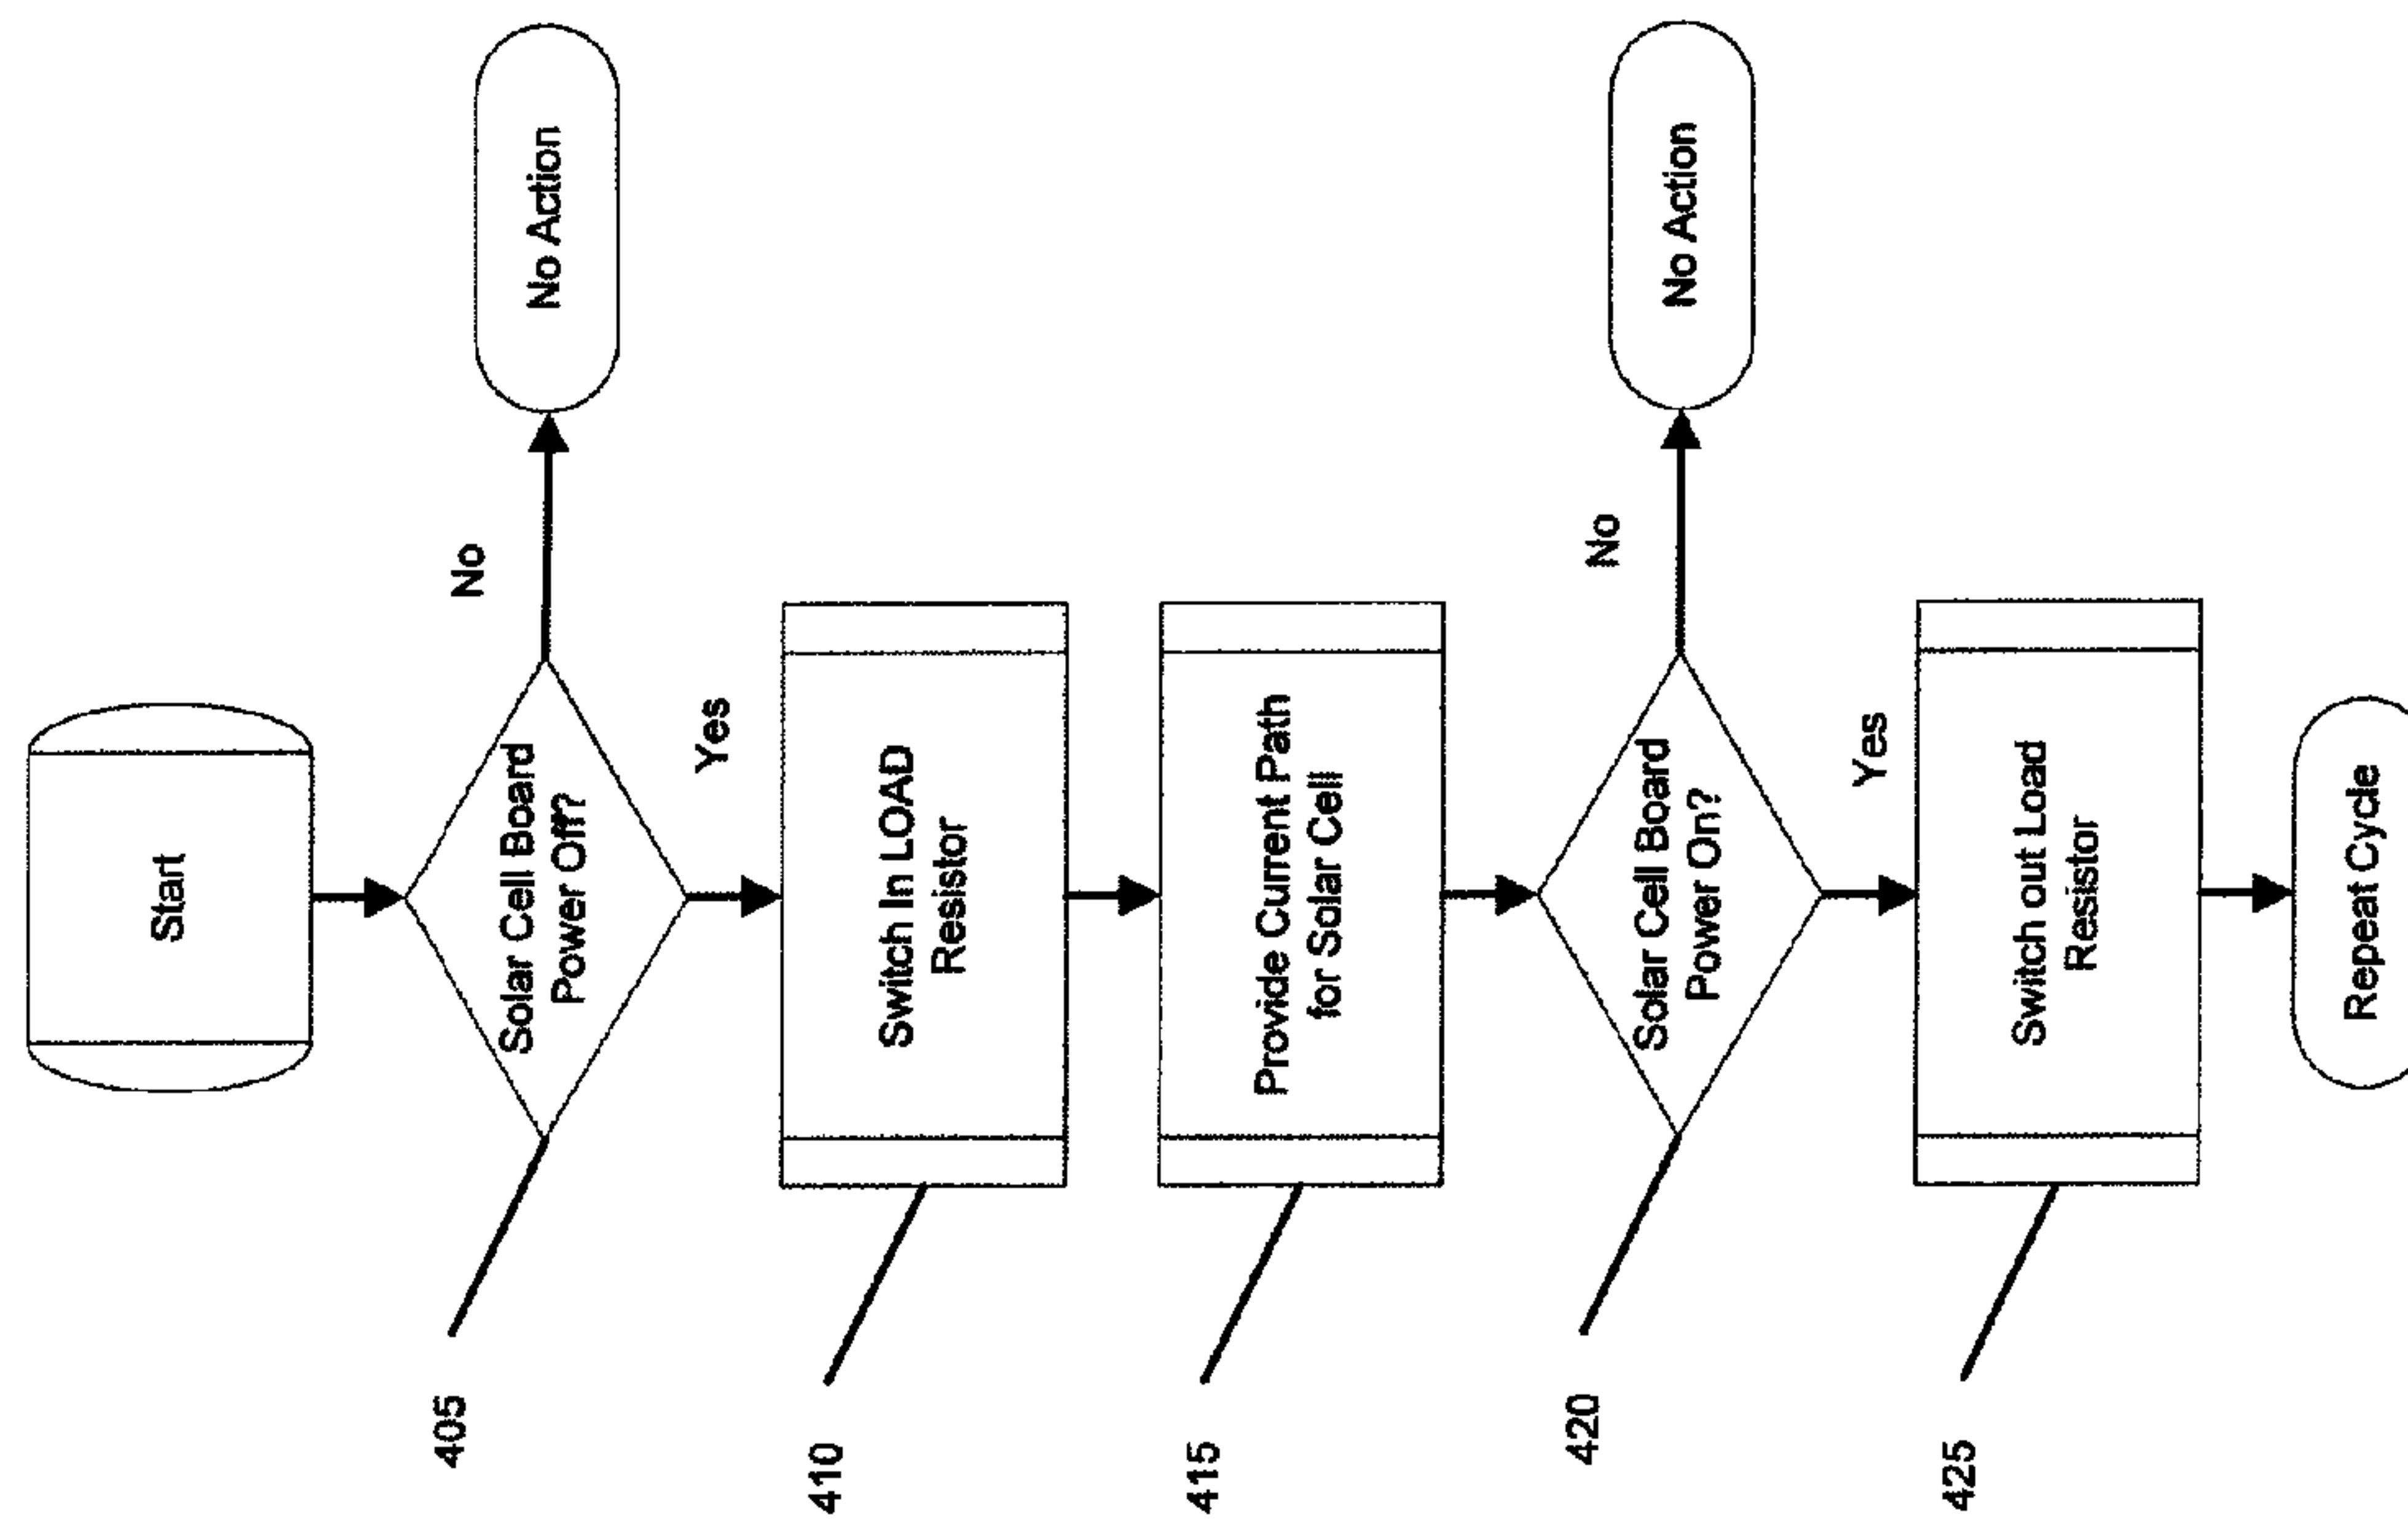 Start
405
Solar Cell Board
Power Off?
No
No Action
Yes
410
Switch In LOAD
Resistor
415
Provide Current Path
for Solar Cell
420
Solar Cell Board
Power On?
No
No Action
Yes
425
Switch out Load
Resistor
Repeat Cycle